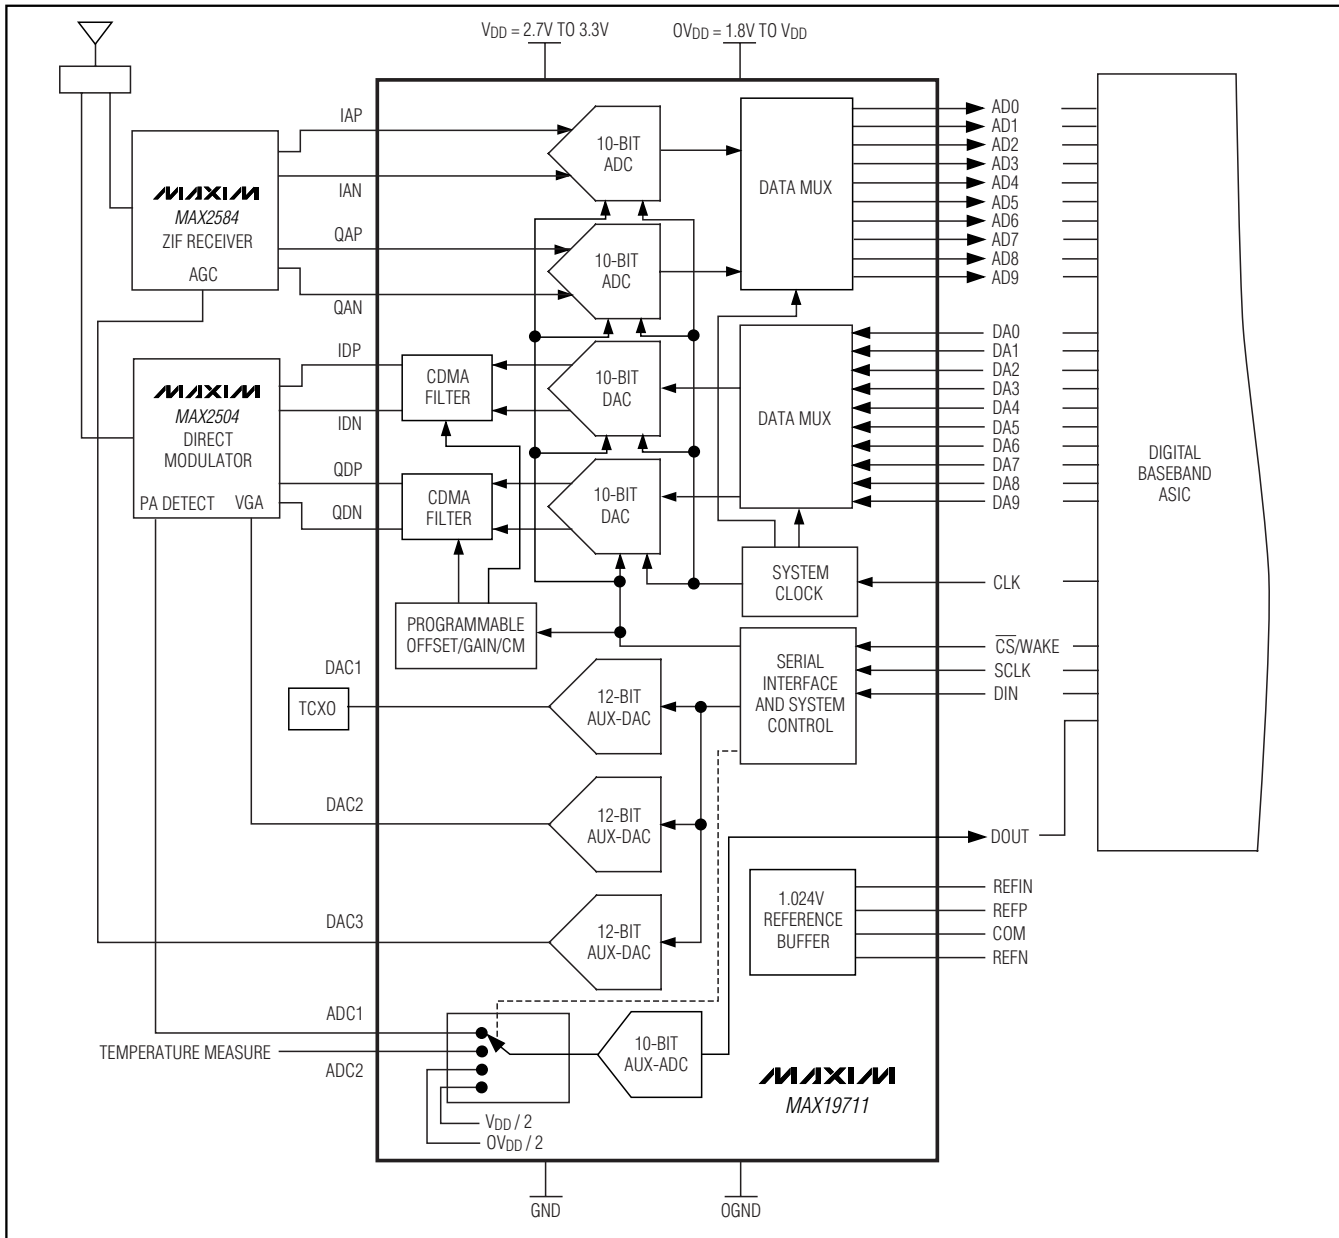 VDD = 2.7V TO 3.3V
OVDD = 1.8V TO VDD
IAP
IAN
QAP
QAN
IDP
IDN
QDP
QDN
MAXIM
MAX2584
ZIF RECEIVER
AGC
MAXIM
MAX2504
DIRECT
MODULATOR
PA DETECT
VGA
10-BIT
ADC
10-BIT
ADC
10-BIT
DAC
10-BIT
DAC
CDMA
FILTER
CDMA
FILTER
PROGRAMMABLE
OFFSET/GAIN/CM
DATA MUX
DATA MUX
SYSTEM
CLOCK
SERIAL
INTERFACE
AND SYSTEM
CONTROL
AD0
AD1
AD2
AD3
AD4
AD5
AD6
AD7
AD8
AD9
DA0
DA1
DA2
DA3
DA4
DA5
DA6
DA7
DA8
DA9
CLK
CS/WAKE
SCLK
DIN
DOUT
REFIN
REFP
COM
REFN
DIGITAL
BASEBAND
ASIC
DAC1
TCXO
12-BIT
AUX-DAC
DAC2
12-BIT
AUX-DAC
DAC3
12-BIT
AUX-DAC
1.024V
REFERENCE
BUFFER
ADC1
TEMPERATURE MEASURE
ADC2
10-BIT
AUX-ADC
VDD / 2
OVDD / 2
MAXIM
MAX19711
GND
OGND